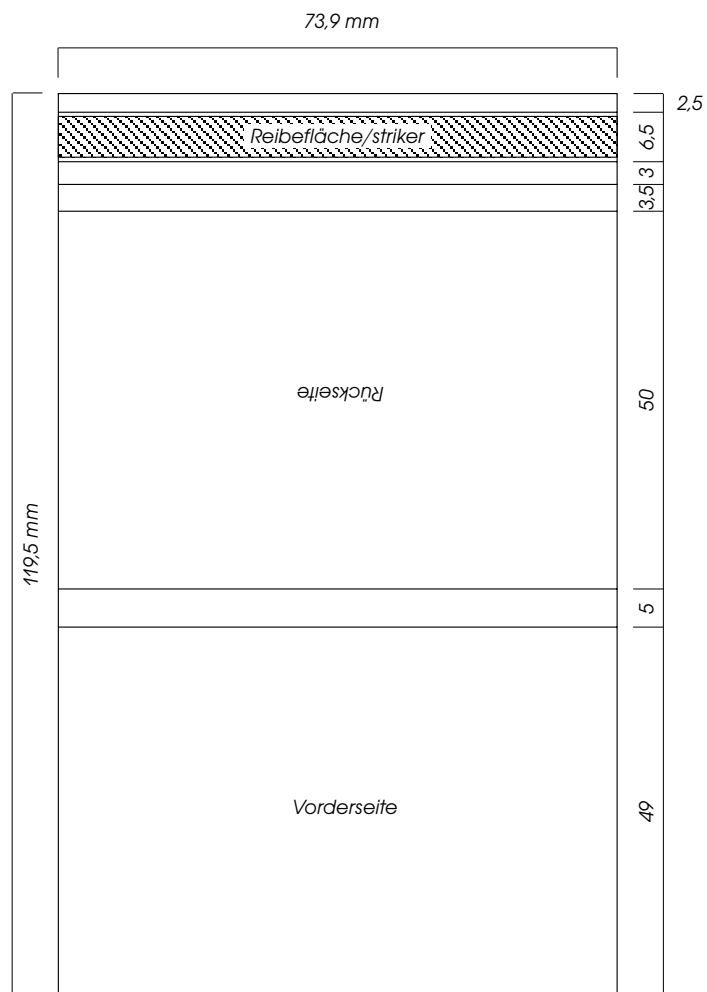 73,9 mm
2,5
Reibefläche/striker
6,5
3
3,5
Rückseite
50
119,5 mm
5
Vorderseite
49